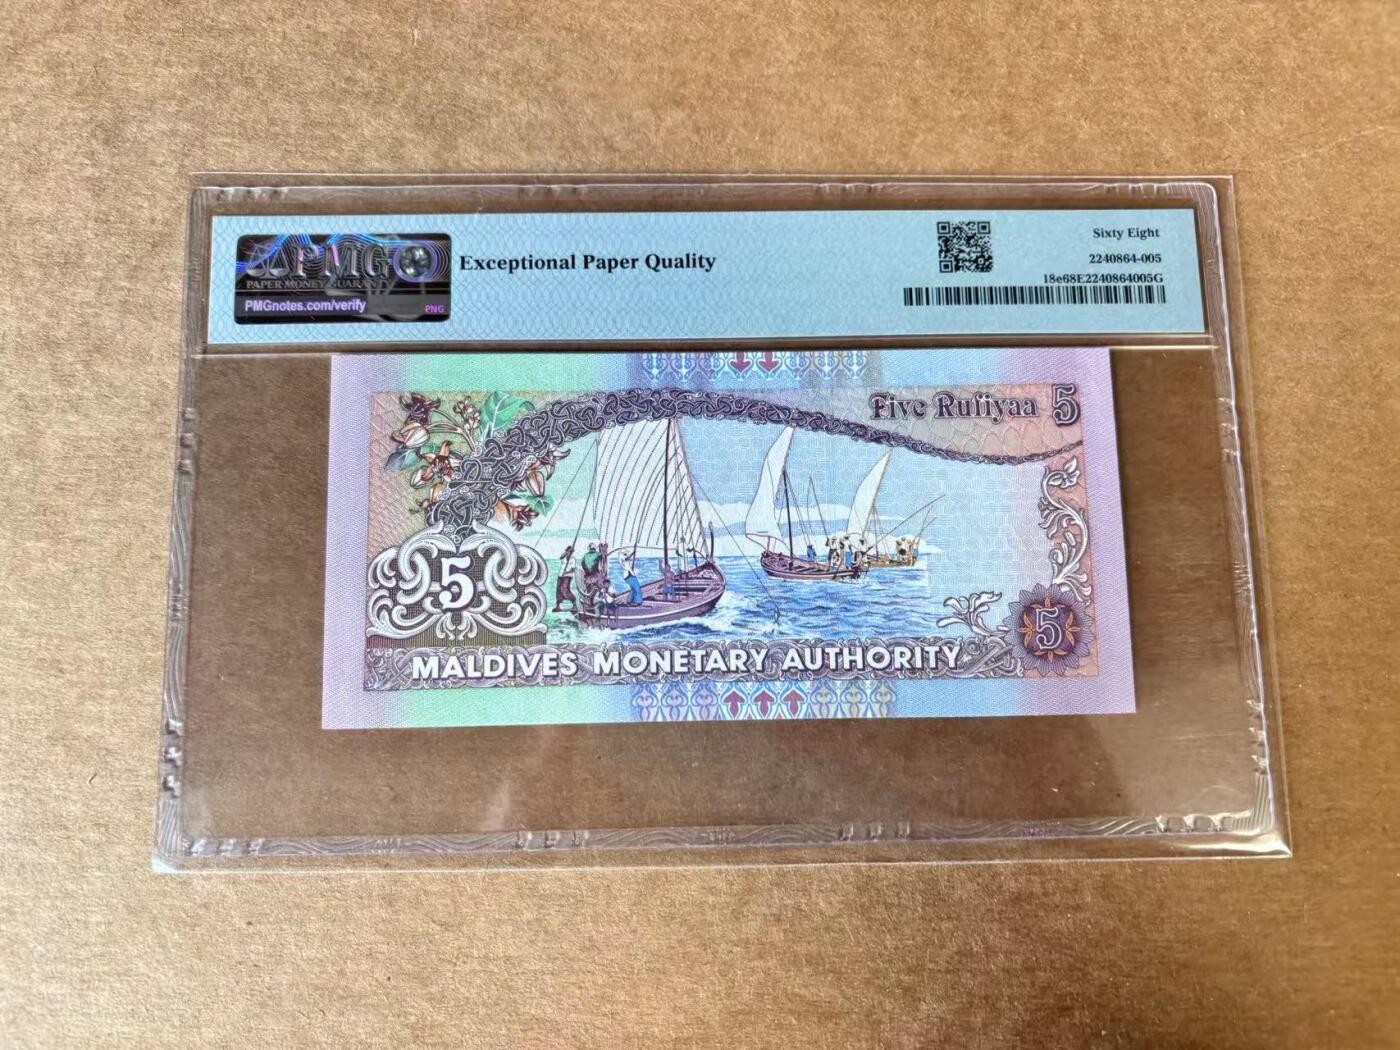 PMG
PAPER MONEY GUARANTY
PMGnotes.com/verify
PNG
Exceptional Paper Quality
Sixty Eight
2240864-005
18e68E2240864005G
Five Rufiyaa 5
5
5
MALDIVES MONETARY AUTHORITY